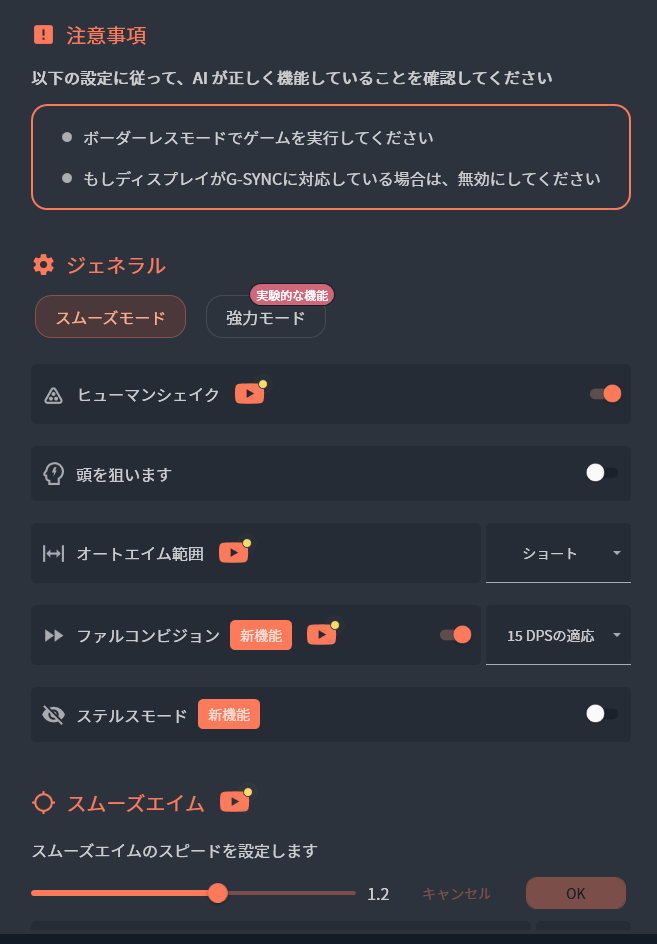 注意事項
以下の設定に従って、AI が正しく機能していることを確認してください
ボーダーレスモードでゲームを実行してください
もしディスプレイがG-SYNCに対応している場合は、無効にしてください
ジェネラル
実験的な機能
スムーズモード 強力モード
ヒューマンシェイク
頭を狙います
オートエイム範囲 ショート
ファルコンビジョン 新機能 15 DPSの適応
ステルスモード 新機能
スムーズエイム
スムーズエイムのスピードを設定します
1.2 キャンセル OK